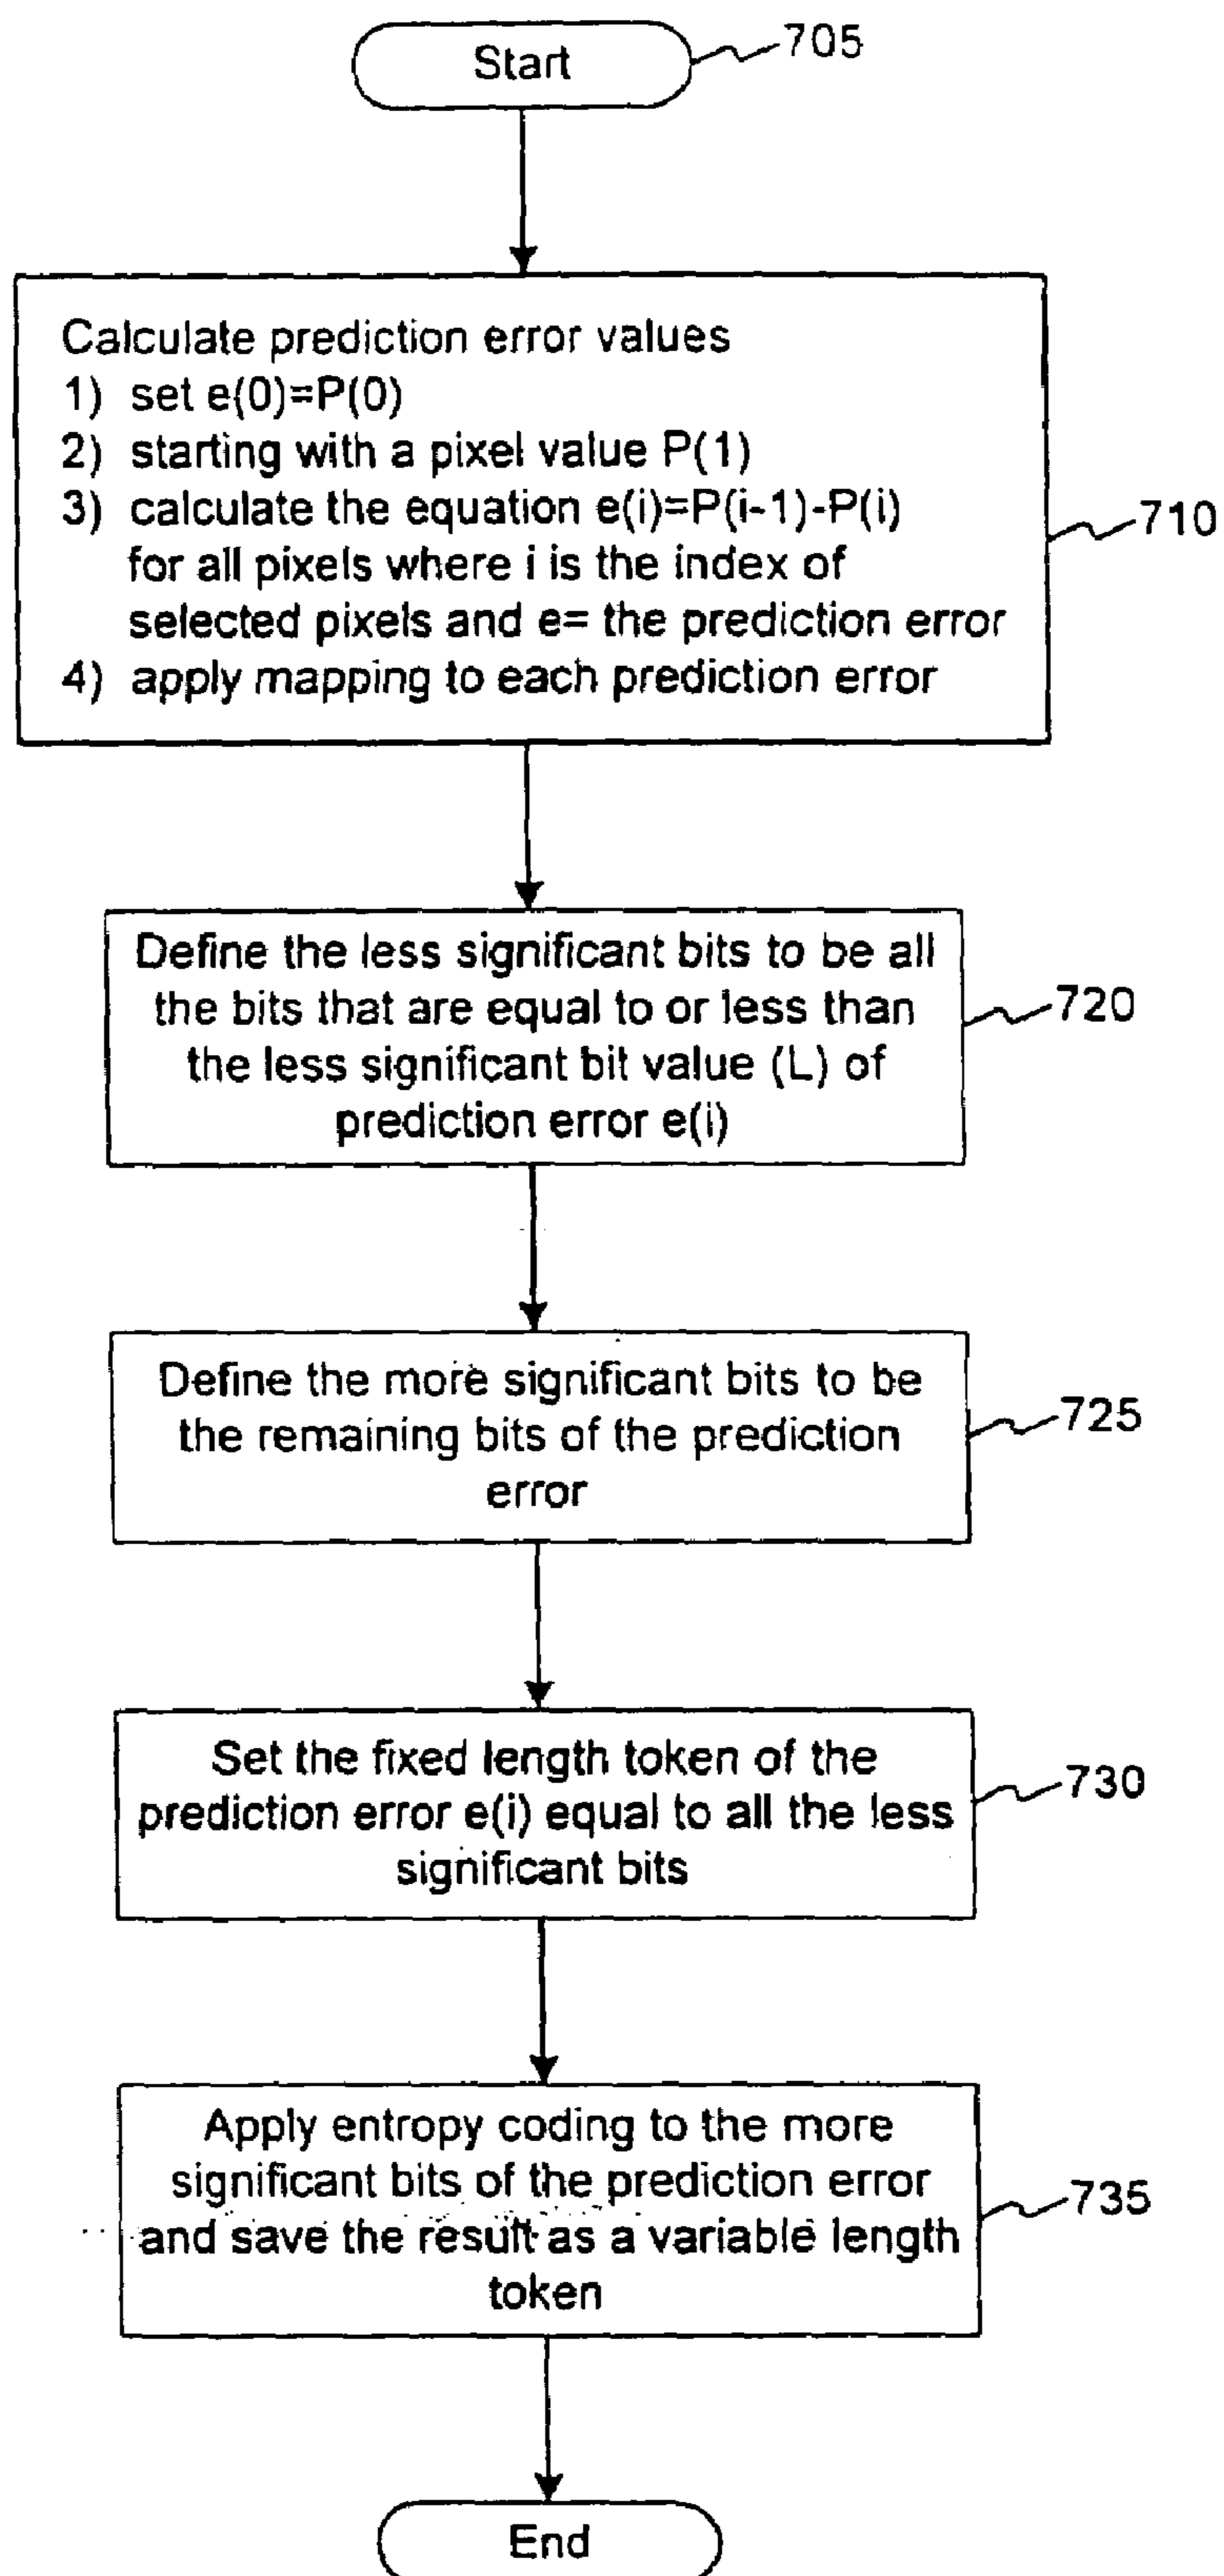 Start
705
Calculate prediction error values
1) set e(0)=P(0)
2) starting with a pixel value P(1)
3) calculate the equation e(i)=P(i-1)-P(i)
for all pixels where i is the index of
selected pixels and e= the prediction error
4) apply mapping to each prediction error
710
Define the less significant bits to be all
the bits that are equal to or less than
the less significant bit value (L) of
prediction error e(i)
720
Define the more significant bits to be
the remaining bits of the prediction
error
725
Set the fixed length token of the
prediction error e(i) equal to all the less
significant bits
730
Apply entropy coding to the more
significant bits of the prediction error
and save the result as a variable length
token
735
End